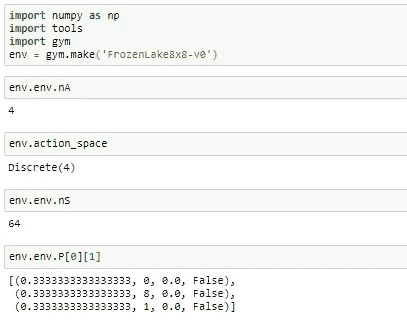 import numpy as np
import tools
import gym
env = gym.make('FrozenLake8x8-v0')
env.env.nA
4
env.action_space
Discrete(4)
env.env.nS
64
env.env.P[0][1]
[(0.3333333333333333, 0, 0.0, False),
(0.3333333333333333, 8, 0.0, False),
(0.3333333333333333, 1, 0.0, False)]